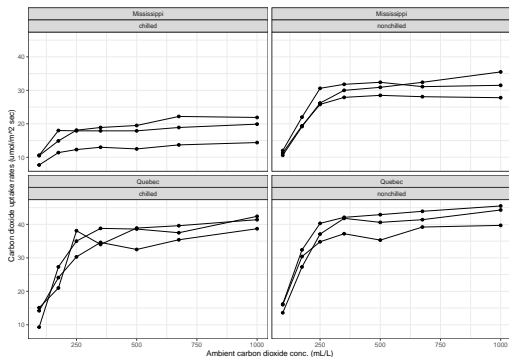 Mississippi
chilled
Mississippi
nonchilled
40
30
20
10
Quebec
chilled
Quebec
nonchilled
40
30
20
10
250
500
750
1000
250
500
750
1000
Ambient carbon dioxide conc. (mL/L)
Carbon dioxide uptake rates (umol/m^2 sec)